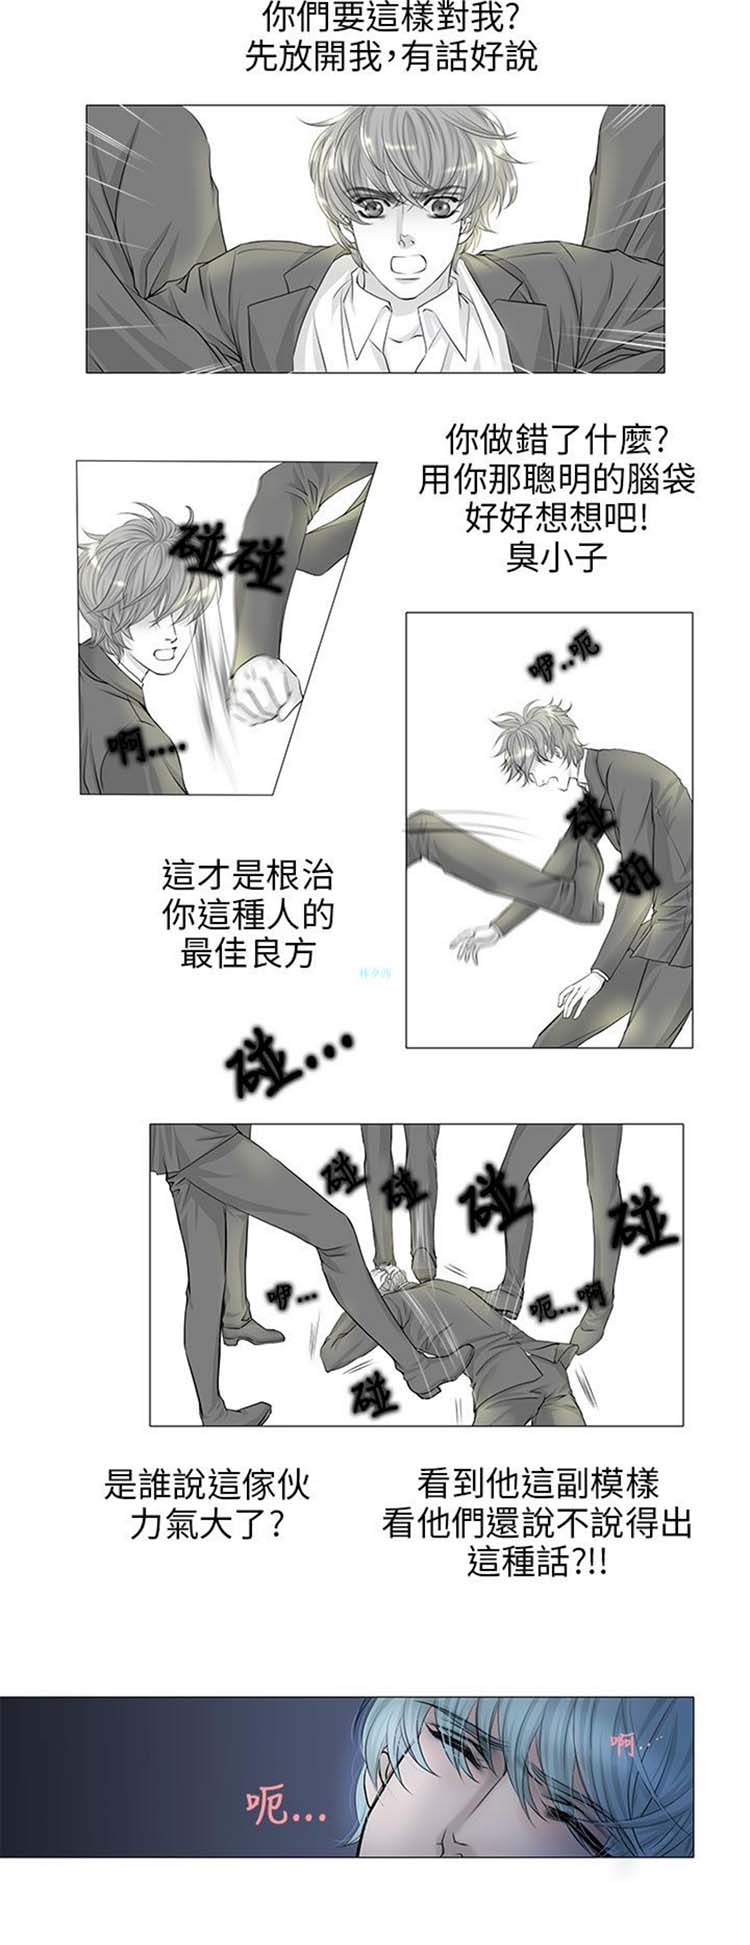 你們要這樣對我?
先放開我,有話好說
你做錯了什麼?
用你那聰明的腦袋
好好想想吧!
臭小子
碰碰
啊....
咿..呃
碰
啪
這才是根治
你這種人的
最佳良方
林夕西
碰...
碰
碰
碰
碰
咿...
呃...啊
碰
是誰說這傢伙
力氣大了?
看到他這副模樣
看他們還說不說得出
這種話?!!
啊....
呃...